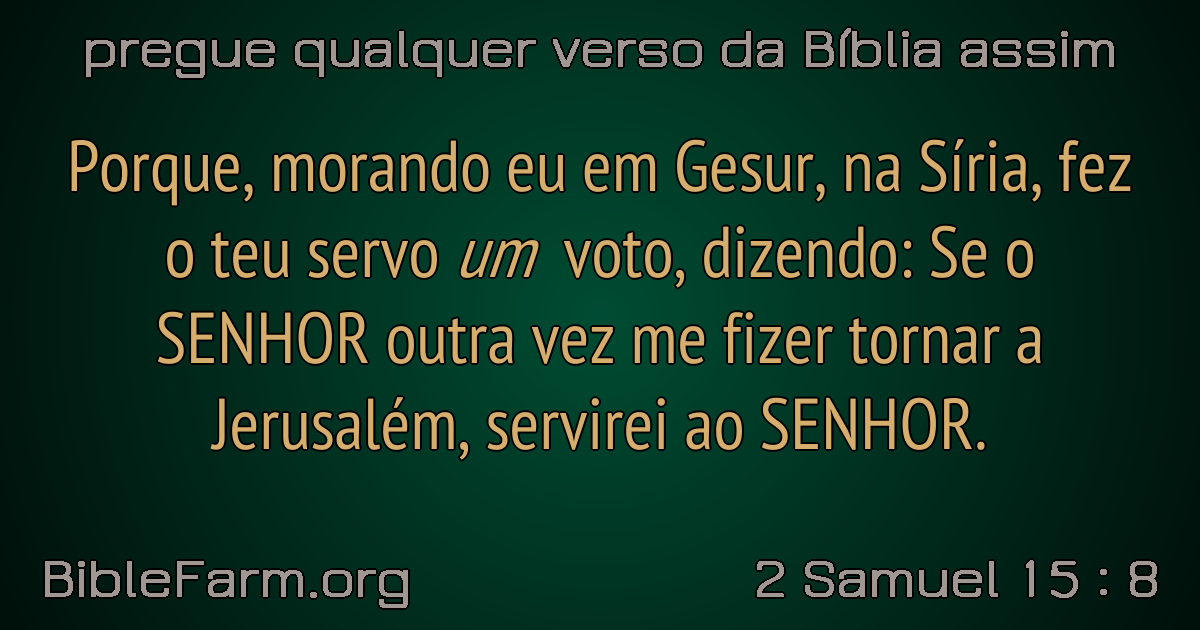 pregue qualquer verso da Bíblia assim
Porque, morando eu em Gesur, na Síria, fez
o teu servo um voto, dizendo: Se o
SENHOR outra vez me fizer tornar a
Jerusalém, servirei ao SENHOR.
BibleFarm.org
2 Samuel 15 : 8